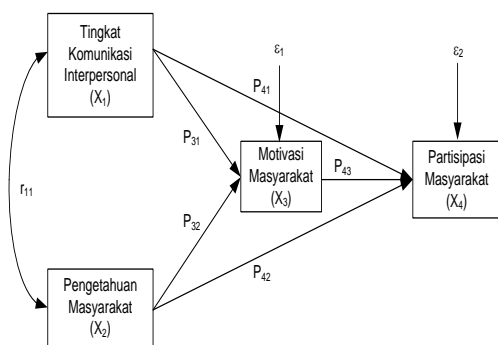 Tingkat
Komunikasi
Interpersonal
(X₁)
ε₁
ε₂
P₄₁
P₃₁
Motivasi
Masyarakat
(X₃)
P₄₃
Partisipasi
Masyarakat
(X₄)
r₁₁
P₃₂
P₄₂
Pengetahuan
Masyarakat
(X₂)